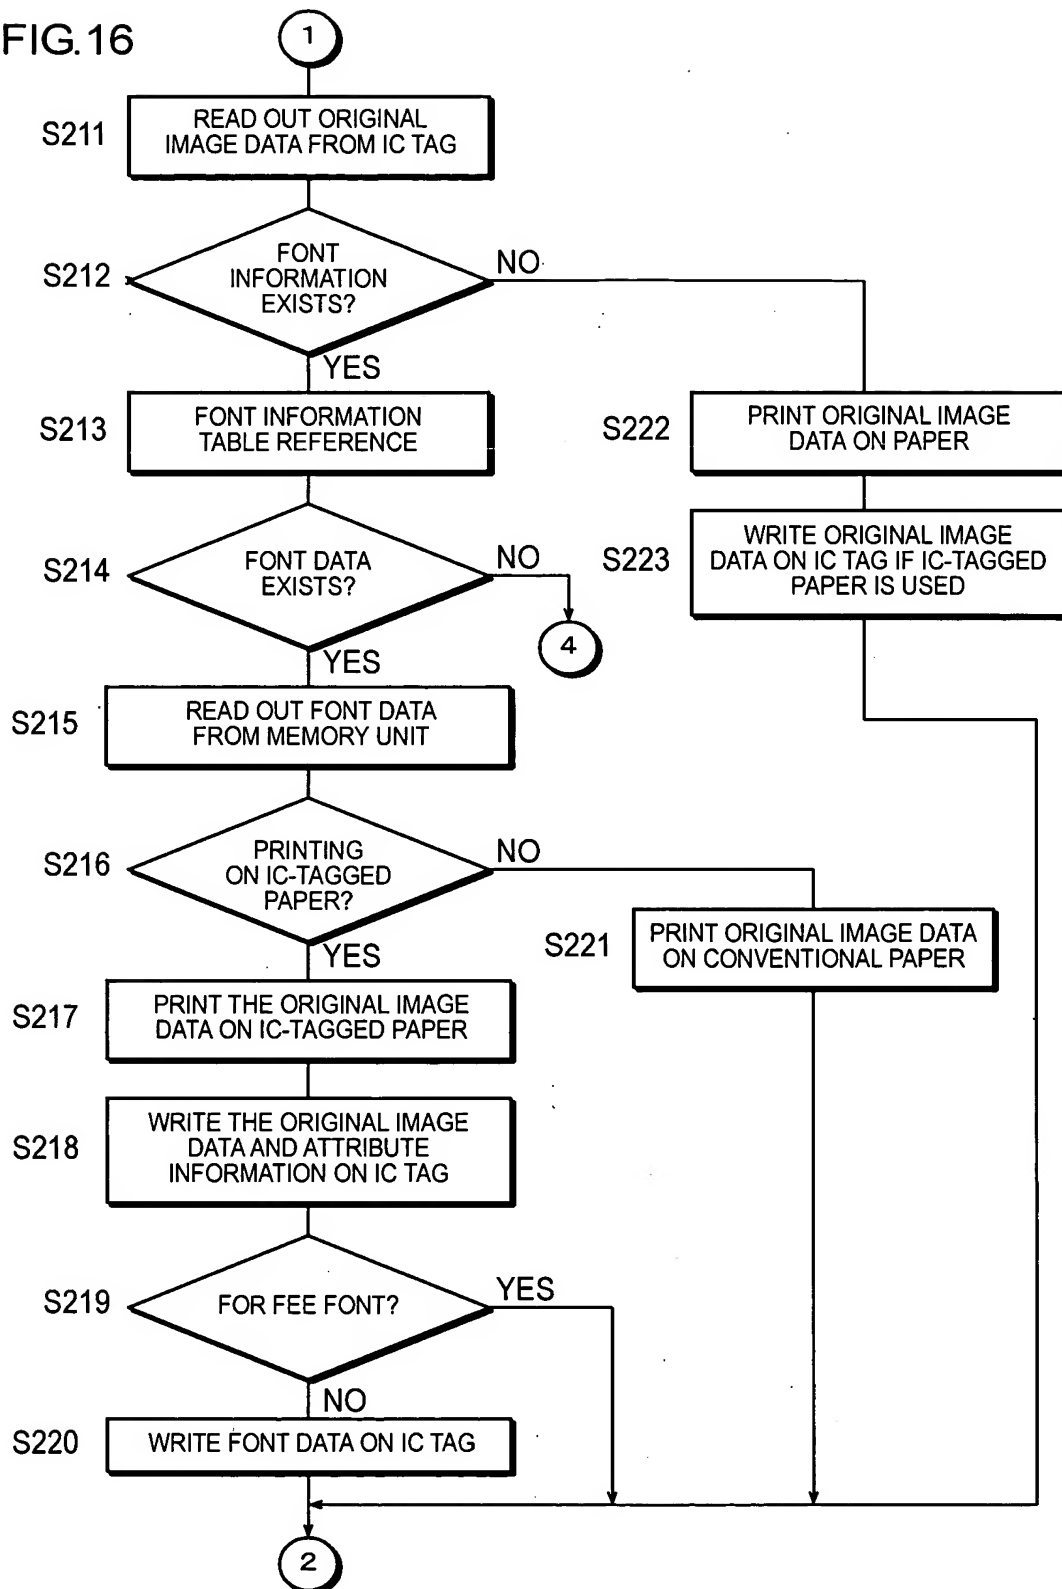 FIG.16
1
S211
READ OUT ORIGINAL
IMAGE DATA FROM IC TAG
S212
FONT
INFORMATION
EXISTS?
NO
YES
S213
FONT INFORMATION
TABLE REFERENCE
S222
PRINT ORIGINAL IMAGE
DATA ON PAPER
S214
FONT DATA
EXISTS?
NO
4
YES
S223
WRITE ORIGINAL IMAGE
DATA ON IC TAG IF IC-TAGGED
PAPER IS USED
S215
READ OUT FONT DATA
FROM MEMORY UNIT
S216
PRINTING
ON IC-TAGGED
PAPER?
NO
YES
S221
PRINT ORIGINAL IMAGE DATA
ON CONVENTIONAL PAPER
S217
PRINT THE ORIGINAL IMAGE
DATA ON IC-TAGGED PAPER
S218
WRITE THE ORIGINAL IMAGE
DATA AND ATTRIBUTE
INFORMATION ON IC TAG
S219
FOR FEE FONT?
YES
NO
S220
WRITE FONT DATA ON IC TAG
2